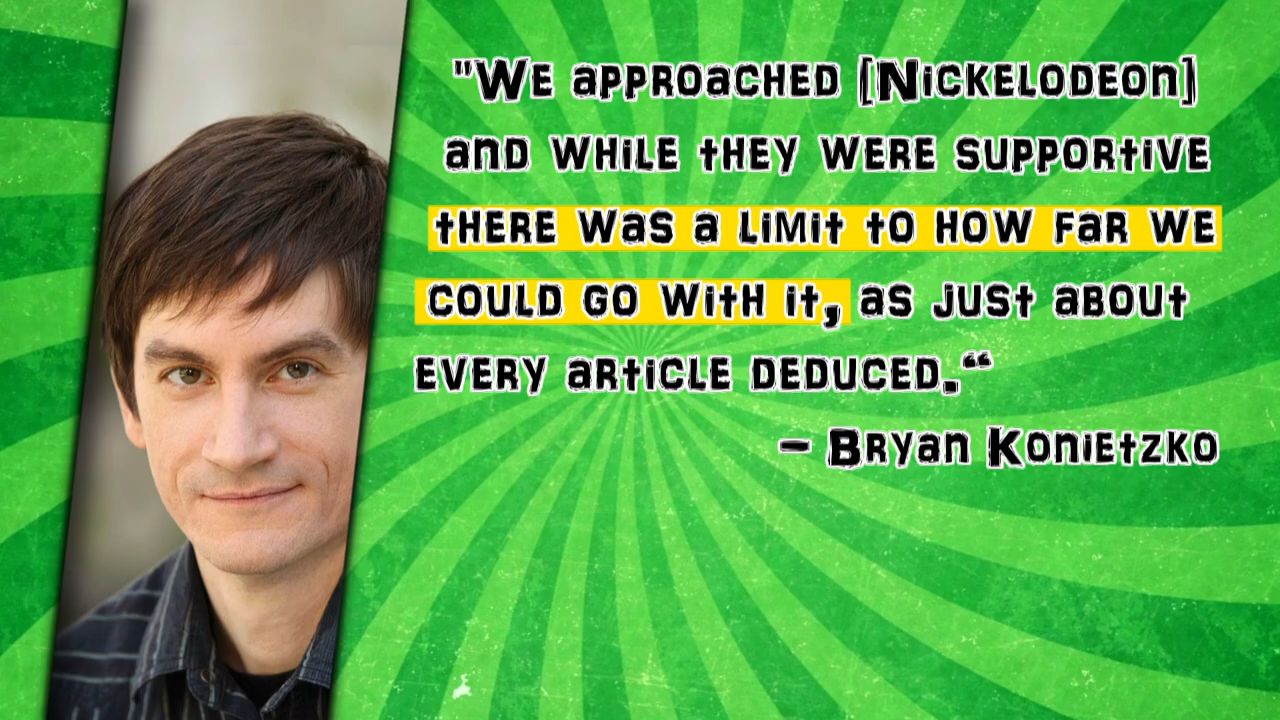 "We approached [Nickelodeon]
and while they were supportive
there was a limit to how far we
could go with it, as just about
every article deduced.“
– Bryan Konietzko